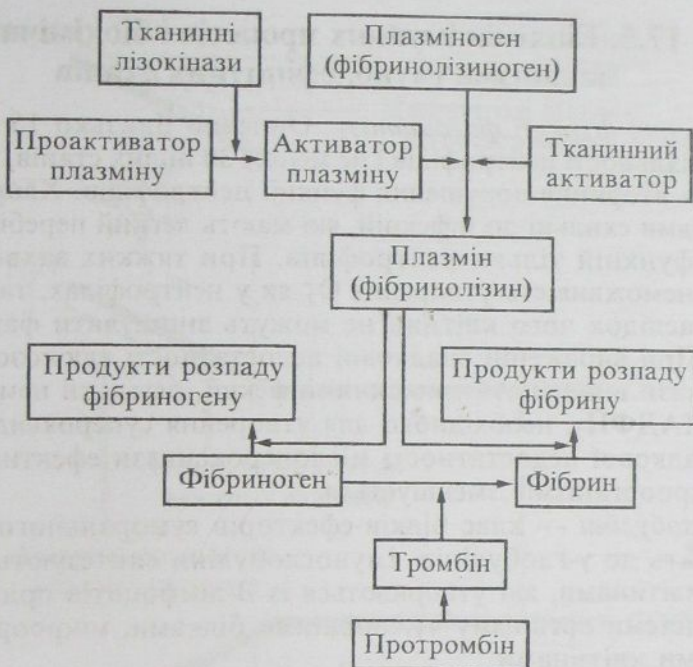 Тканинні
лізокінази
Плазміноген
(фібринолізиноген)
Проактиватор
плазміну
Активатор
плазміну
Тканинний
активатор
Плазмін
(фібринолізин)
Продукти розпаду
фібриногену
Продукти розпаду
фібрину
Фібриноген
Фібрин
Тромбін
Протромбін